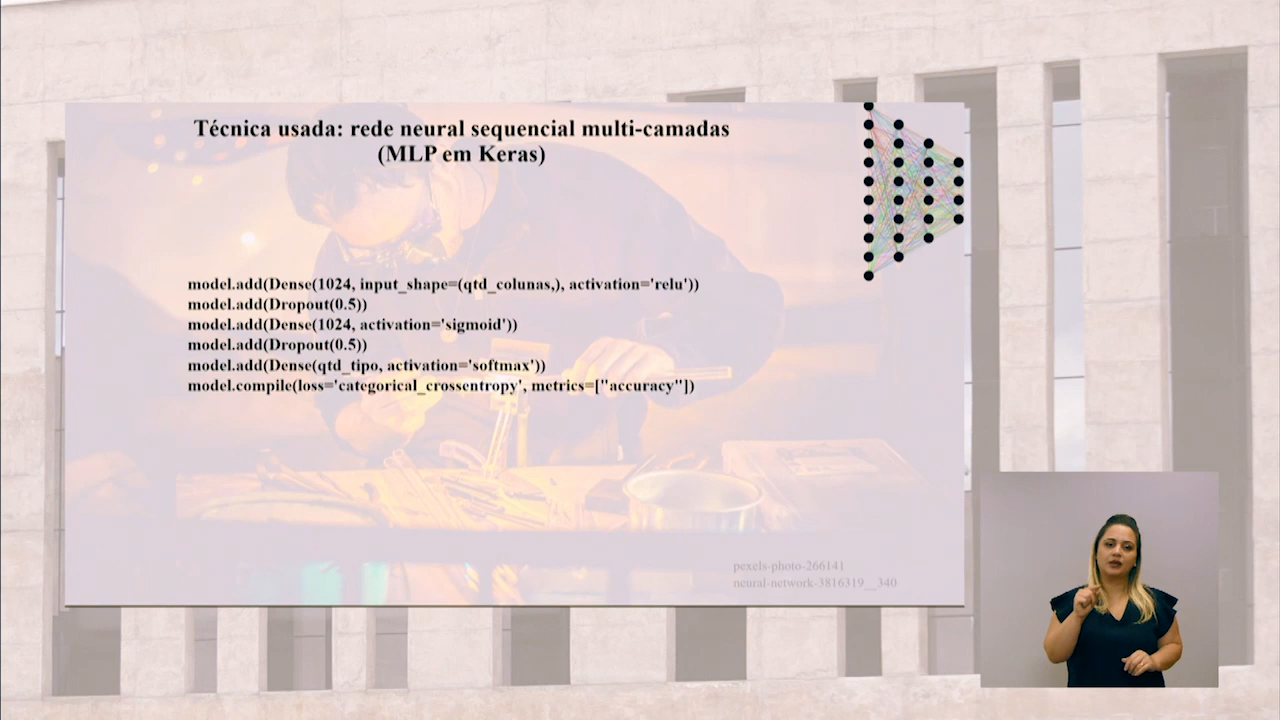 Técnica usada: rede neural sequencial multi-camadas
(MLP em Keras)
model.add(Dense(1024, input_shape=(qtd_colunas,), activation='relu'))
model.add(Dropout(0.5))
model.add(Dense(1024, activation='sigmoid'))
model.add(Dropout(0.5))
model.add(Dense(qtd_tipo, activation='softmax'))
model.compile(loss='categorical_crossentropy', metrics=["accuracy"])
pexels-photo-266141
neural-network-3816319__340